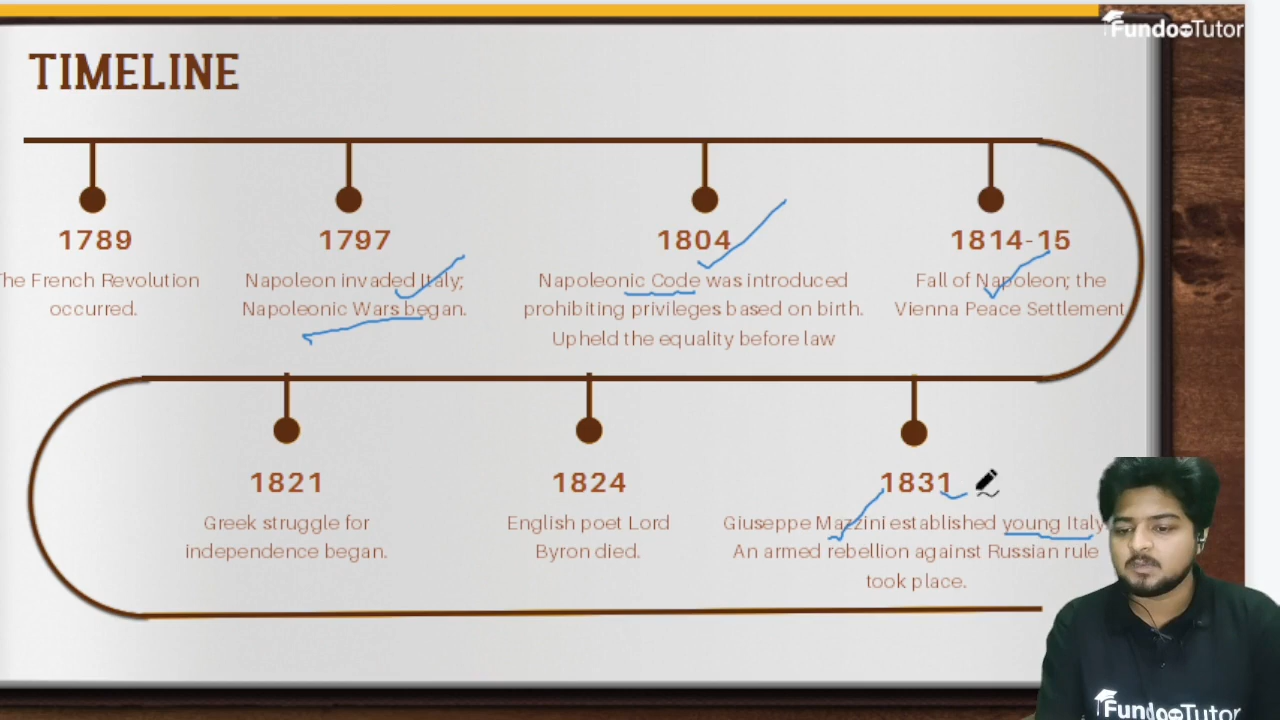 FundooTutor
TIMELINE
1789
The French Revolution
occurred.
1797
Napoleon invaded Italy;
Napoleonic Wars began.
1804
Napoleonic Code was introduced
prohibiting privileges based on birth.
Upheld the equality before law
1814-15
Fall of Napoleon; the
Vienna Peace Settlement
1821
Greek struggle for
independence began.
1824
English poet Lord
Byron died.
1831
Giuseppe Mazzini established young Italy.
An armed rebellion against Russian rule
took place.
FundooTutor